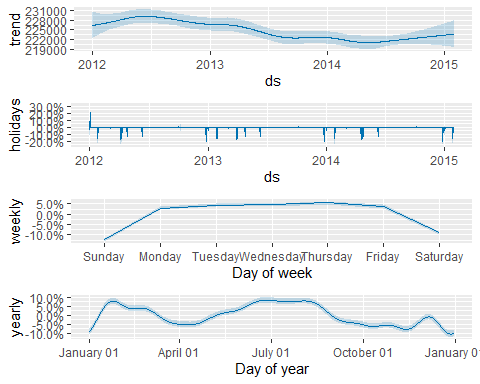 trend
231000
228000
225000
222000
219000
2012
2013
2014
2015
ds
holidays
30.0%
20.0%
10.0%
0.0%
-10.0%
-20.0%
2012
2013
2014
2015
ds
weekly
5.0%
0.0%
-5.0%
-10.0%
Sunday
Monday
Tuesday
Wednesday
Thursday
Friday
Saturday
Day of week
yearly
10.0%
5.0%
0.0%
-5.0%
-10.0%
January 01
April 01
July 01
October 01
January 01
Day of year